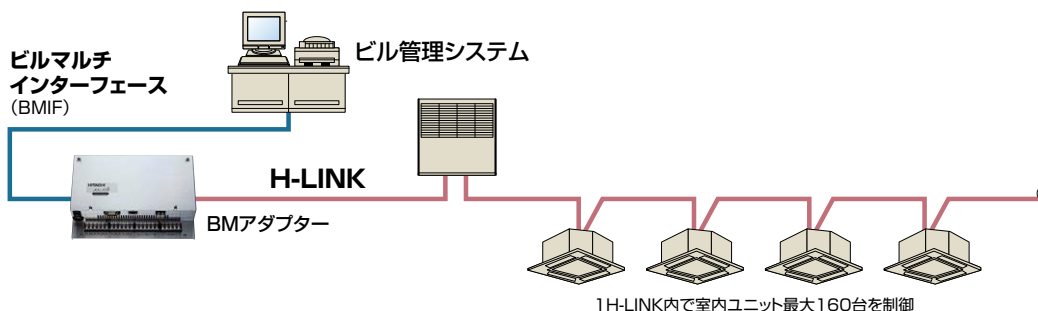 ビルマルチ
インターフェース
（BMIF）
ビル管理システム
HITACHI
H-LINK
BMアダプター
1H-LINK内で室内ユニット最大160台を制御